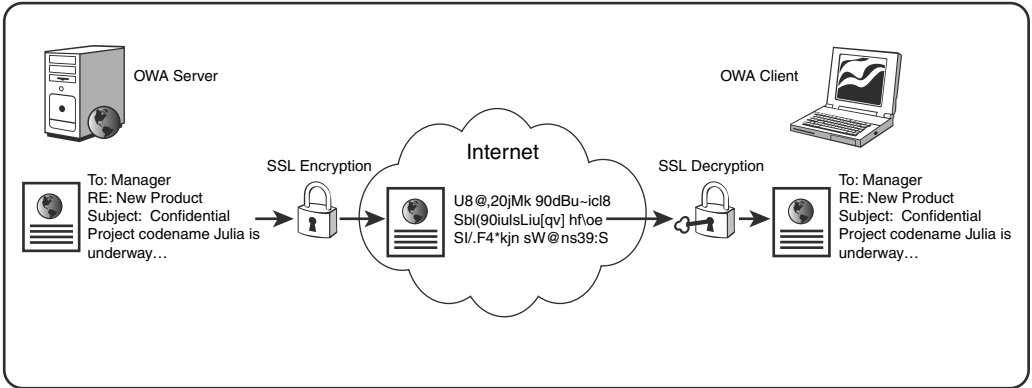 OWA Server
OWA Client
SSL Encryption
Internet
SSL Decryption
To: Manager
RE: New Product
Subject: Confidential
Project codename Julia is
underway…
U8@,20jMk 90dBu~icl8
Sbl(90iulsLiu[qv] hf\oe
SI/.F4*kjn sW@ns39:S
To: Manager
RE: New Product
Subject: Confidential
Project codename Julia is
underway…